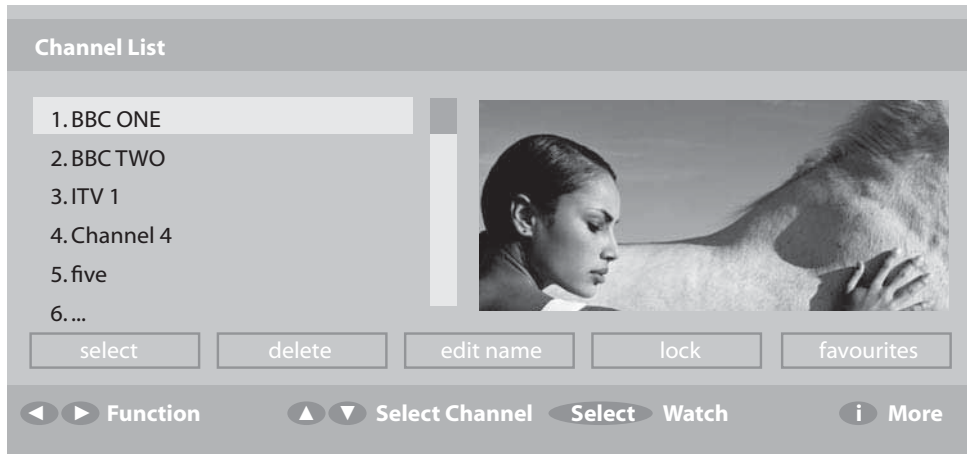 Channel List
1. BBC ONE
2. BBC TWO
3. ITV 1
4. Channel 4
5. five
6. ...
select delete edit name lock favourites
Function Select Channel Select Watch i More